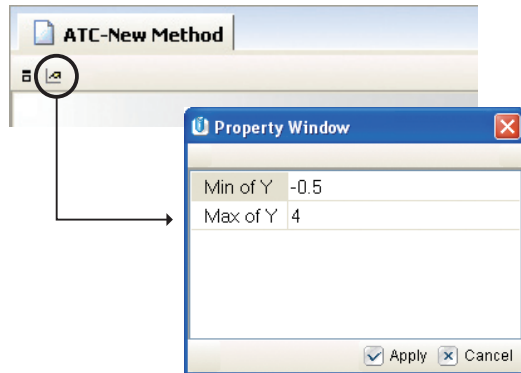 ATC-New Method
Property Window
Min of Y -0.5
Max of Y 4
Apply Cancel